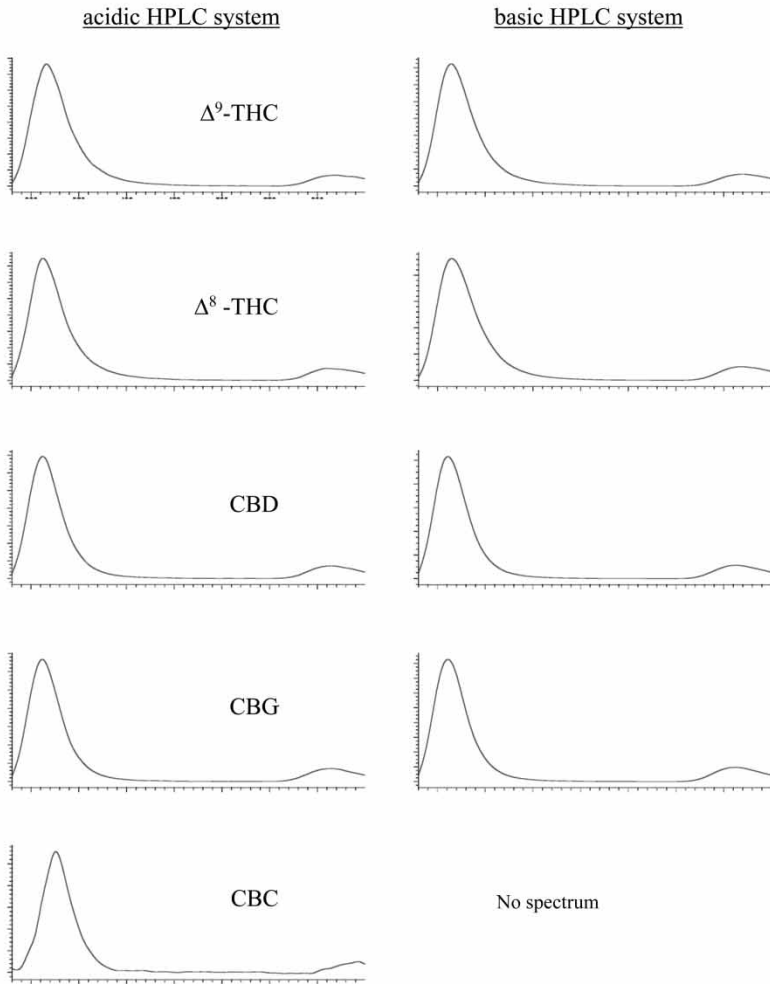 acidic HPLC system
basic HPLC system
Δ⁹-THC
Δ⁸ -THC
CBD
CBG
CBC
No spectrum